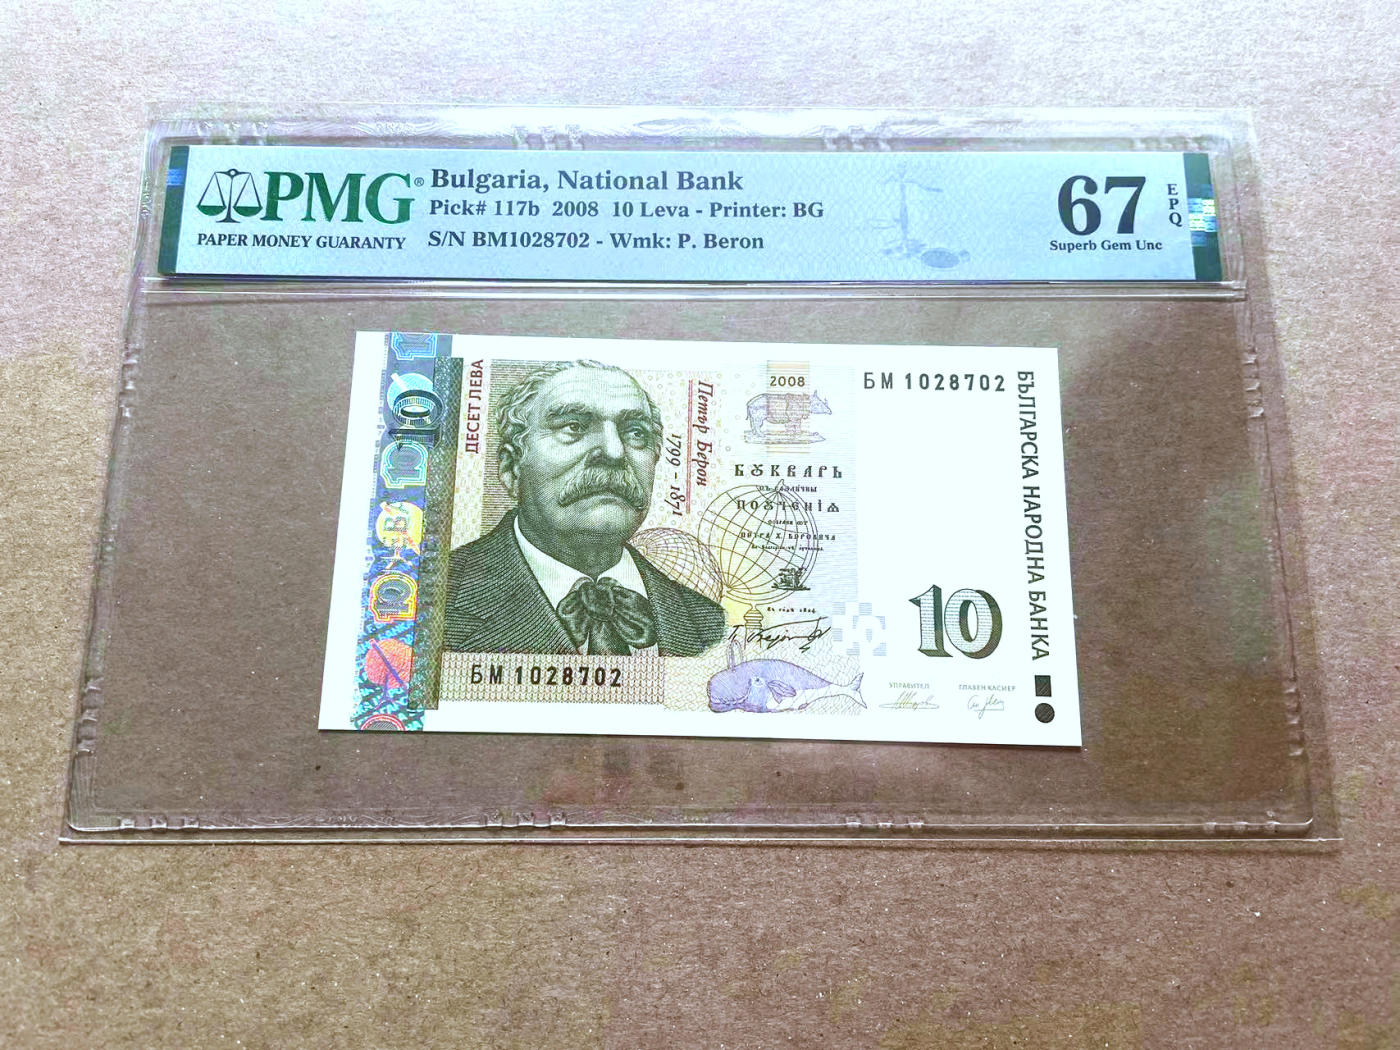 PMG®
PAPER MONEY GUARANTY
Bulgaria, National Bank
Pick# 117b 2008 10 Leva - Printer: BG
S/N BM1028702 - Wmk: P. Beron
67
EPQ
Superb Gem Unc
10
ДЕСЕТ ЛЕВА
Петър Берон
1799 - 1871
2008
БМ 1028702
БЪЛГАРСКА НАРОДНА БАНКА
БꙊКВАРЬ
10
БМ 1028702
УПРАВИТЕЛ
ГЛАВЕН КАСИЕР